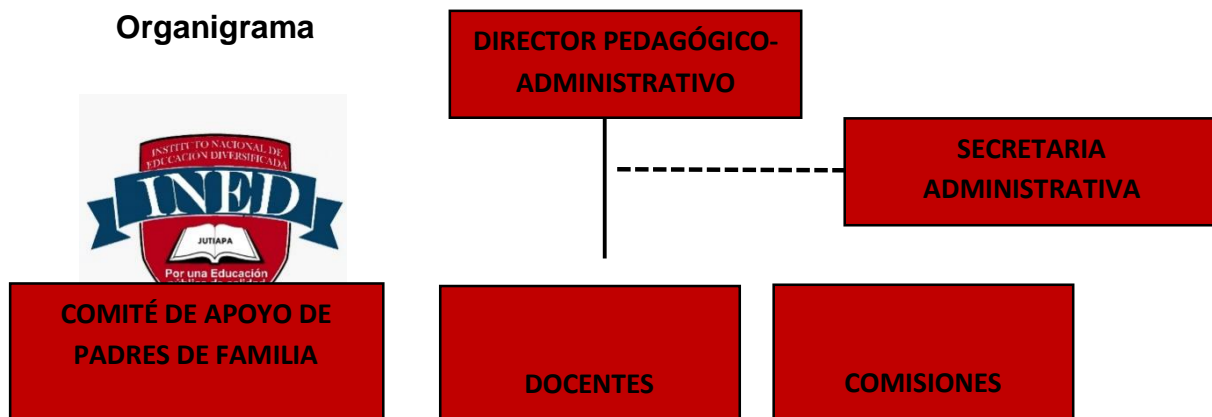 Organigrama
DIRECTOR PEDAGÓGICO-
ADMINISTRATIVO
SECRETARIA
ADMINISTRATIVA
INSTITUTO NACIONAL DE
EDUCACION DIVERSIFICADA
INED
JUTIAPA
Por una Educación
COMITÉ DE APOYO DE
PADRES DE FAMILIA
DOCENTES
COMISIONES